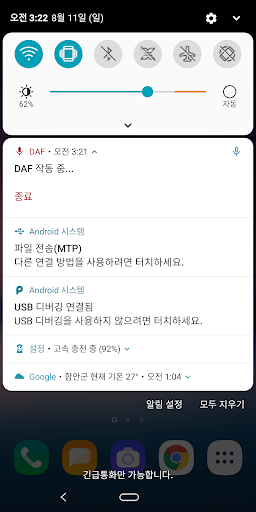 오전 3:22 8월 11일 (일)
62%
자동
DAF • 오전 3:21
DAF 작동 중...
종료
Android 시스템
파일 전송(MTP)
다른 연결 방법을 사용하려면 터치하세요.
Android 시스템
USB 디버깅 연결됨
USB 디버깅을 사용하지 않으려면 터치하세요.
설정 • 고속 충전 중 (92%)
Google • 함안군 현재 기온 27° • 오전 1:04
알림 설정 모두 지우기
긴급통화만 가능합니다.